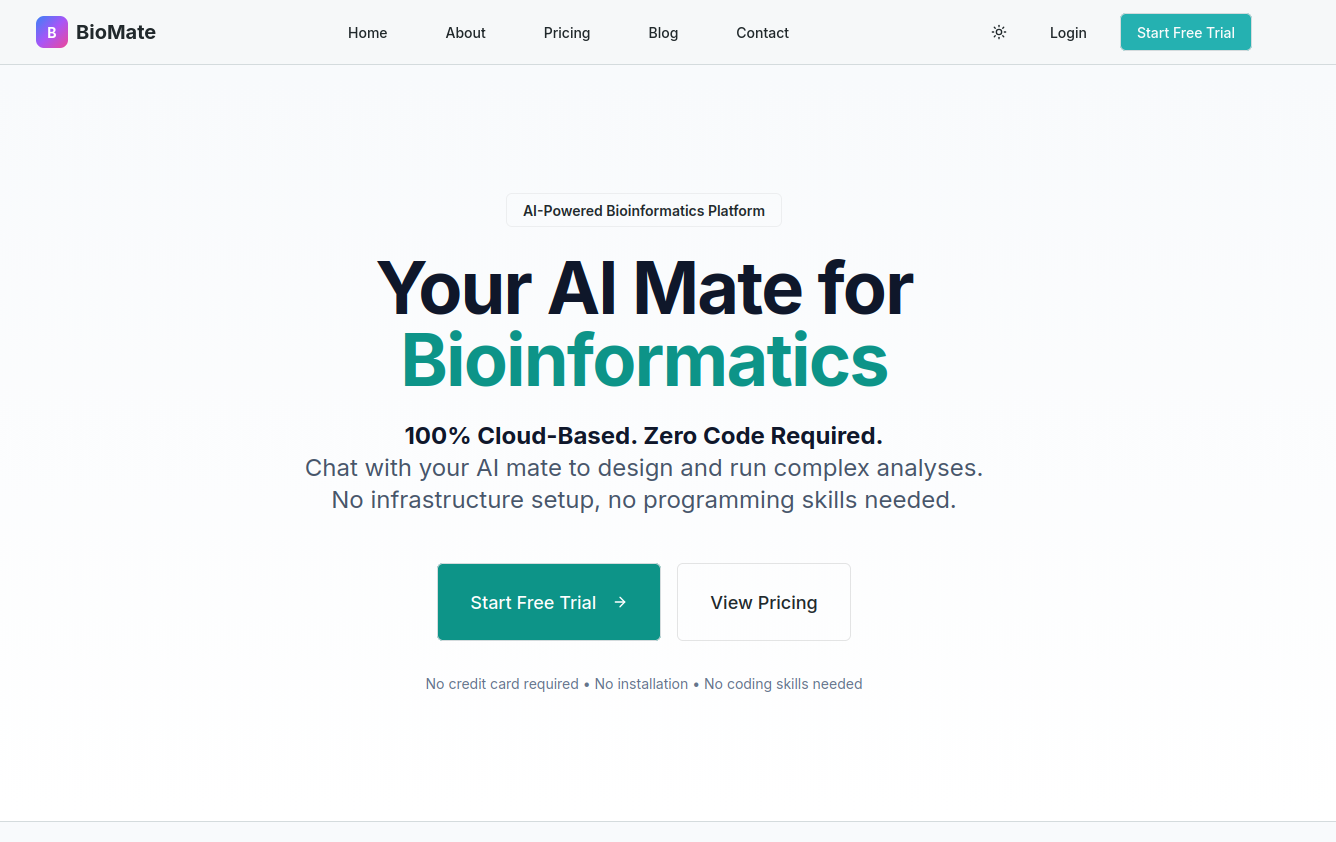 B BioMate Home About Pricing Blog Contact Login Start Free Trial
AI-Powered Bioinformatics Platform
Your AI Mate for
Bioinformatics
100% Cloud-Based. Zero Code Required.
Chat with your AI mate to design and run complex analyses.
No infrastructure setup, no programming skills needed.
Start Free Trial → View Pricing
No credit card required • No installation • No coding skills needed